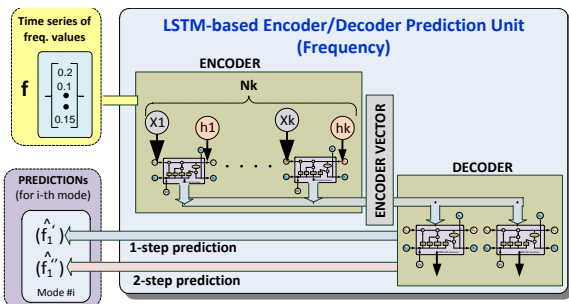 Time series of
freq. values
f
0.2
0.1
0.15
LSTM-based Encoder/Decoder Prediction Unit
(Frequency)
ENCODER
Nk
X1
h1
Xk
hk
ENCODER VECTOR
DECODER
PREDICTIONs
(for i-th mode)
(f̂₁′)
(f̂₁′′)
Mode #i
1-step prediction
2-step prediction